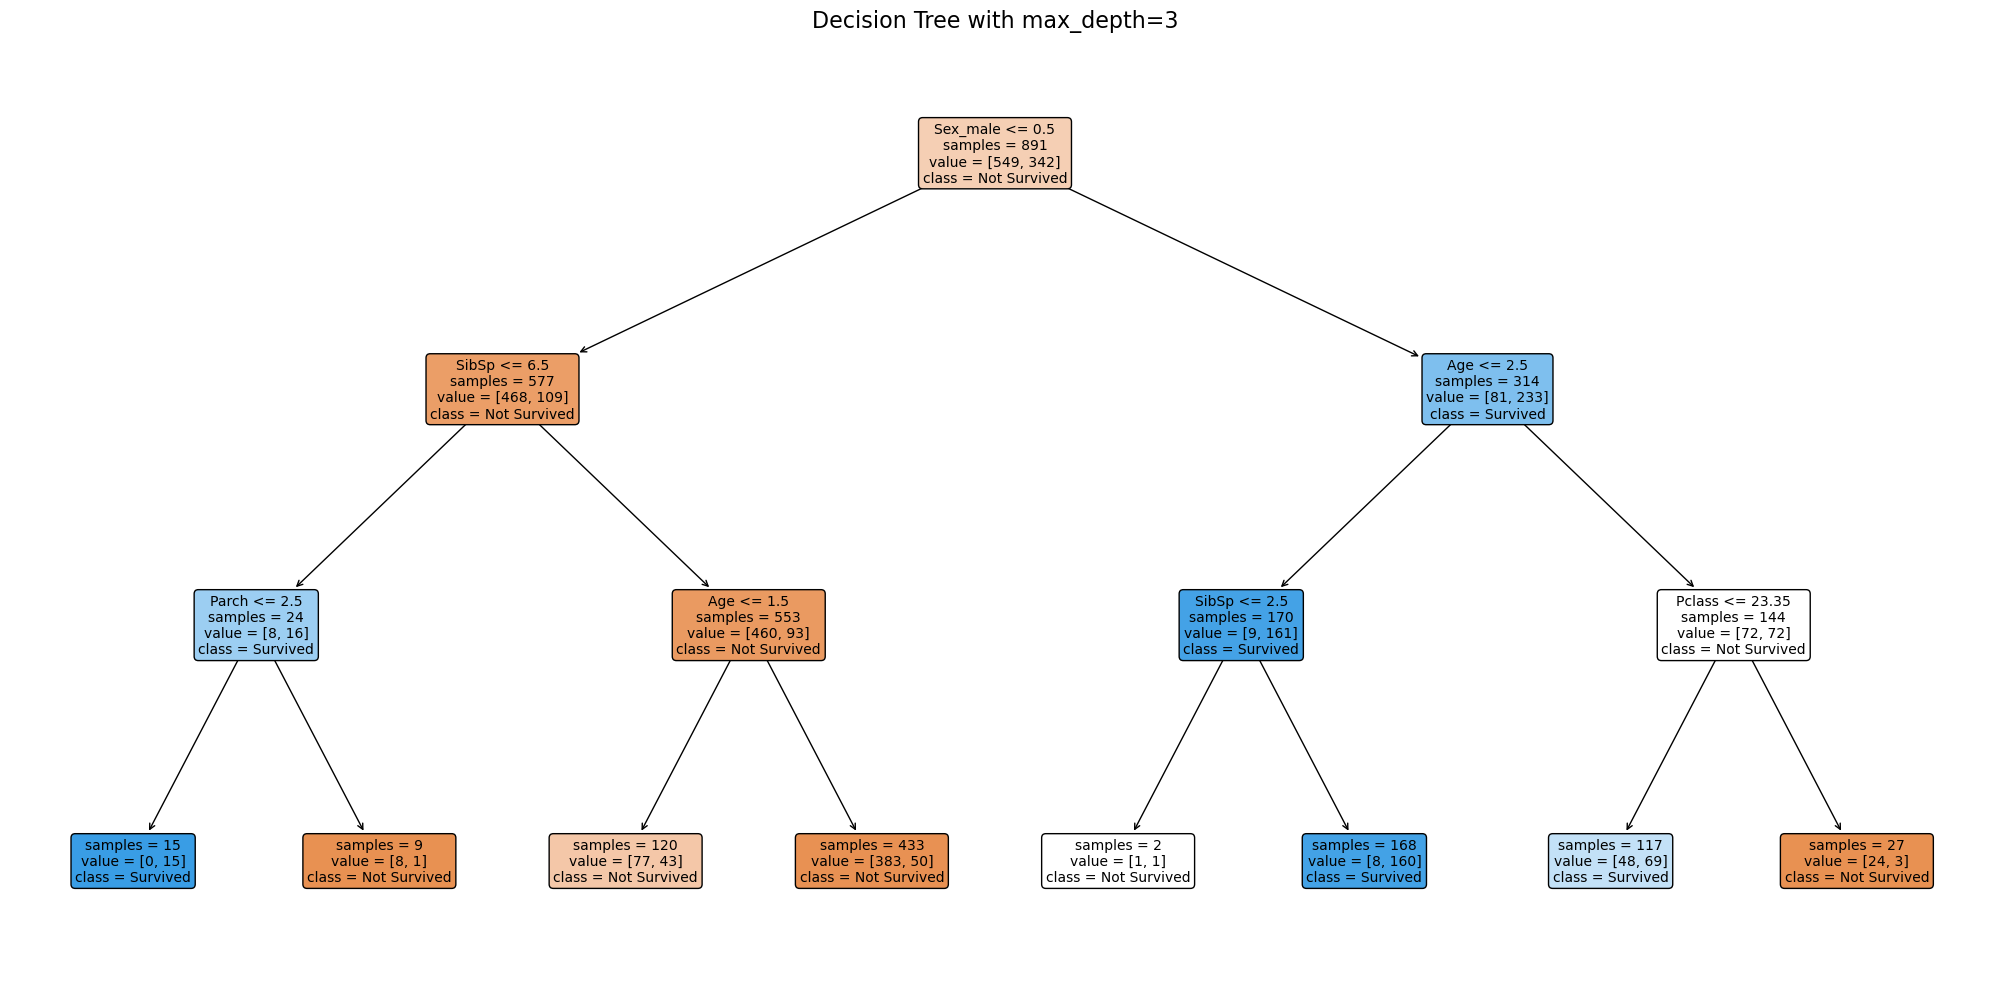 Decision Tree with max_depth=3
Sex_male <= 0.5
samples = 891
value = [549, 342]
class = Not Survived
SibSp <= 6.5
samples = 577
value = [468, 109]
class = Not Survived
Age <= 2.5
samples = 314
value = [81, 233]
class = Survived
Parch <= 2.5
samples = 24
value = [8, 16]
class = Survived
Age <= 1.5
samples = 553
value = [460, 93]
class = Not Survived
SibSp <= 2.5
samples = 170
value = [9, 161]
class = Survived
Pclass <= 23.35
samples = 144
value = [72, 72]
class = Not Survived
samples = 15
value = [0, 15]
class = Survived
samples = 9
value = [8, 1]
class = Not Survived
samples = 120
value = [77, 43]
class = Not Survived
samples = 433
value = [383, 50]
class = Not Survived
samples = 2
value = [1, 1]
class = Not Survived
samples = 168
value = [8, 160]
class = Survived
samples = 117
value = [48, 69]
class = Survived
samples = 27
value = [24, 3]
class = Not Survived